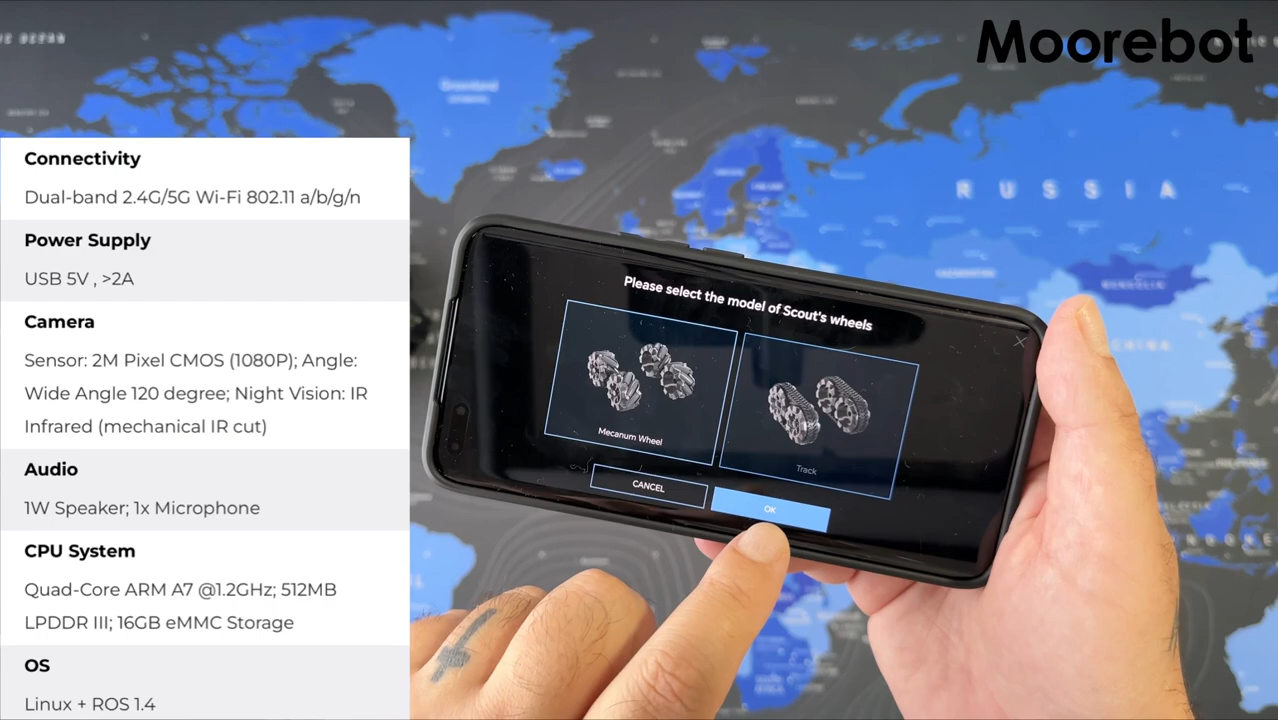 Moorebot
Connectivity
Dual-band 2.4G/5G Wi-Fi 802.11 a/b/g/n
Power Supply
USB 5V , >2A
Camera
Sensor: 2M Pixel CMOS (1080P); Angle:
Wide Angle 120 degree; Night Vision: IR
Infrared (mechanical IR cut)
Audio
1W Speaker; 1x Microphone
CPU System
Quad-Core ARM A7 @1.2GHz; 512MB
LPDDR III; 16GB eMMC Storage
OS
Linux + ROS 1.4
Please select the model of Scout's wheels
Mecanum Wheel
Track
CANCEL
OK
Greenland
RUSSIA